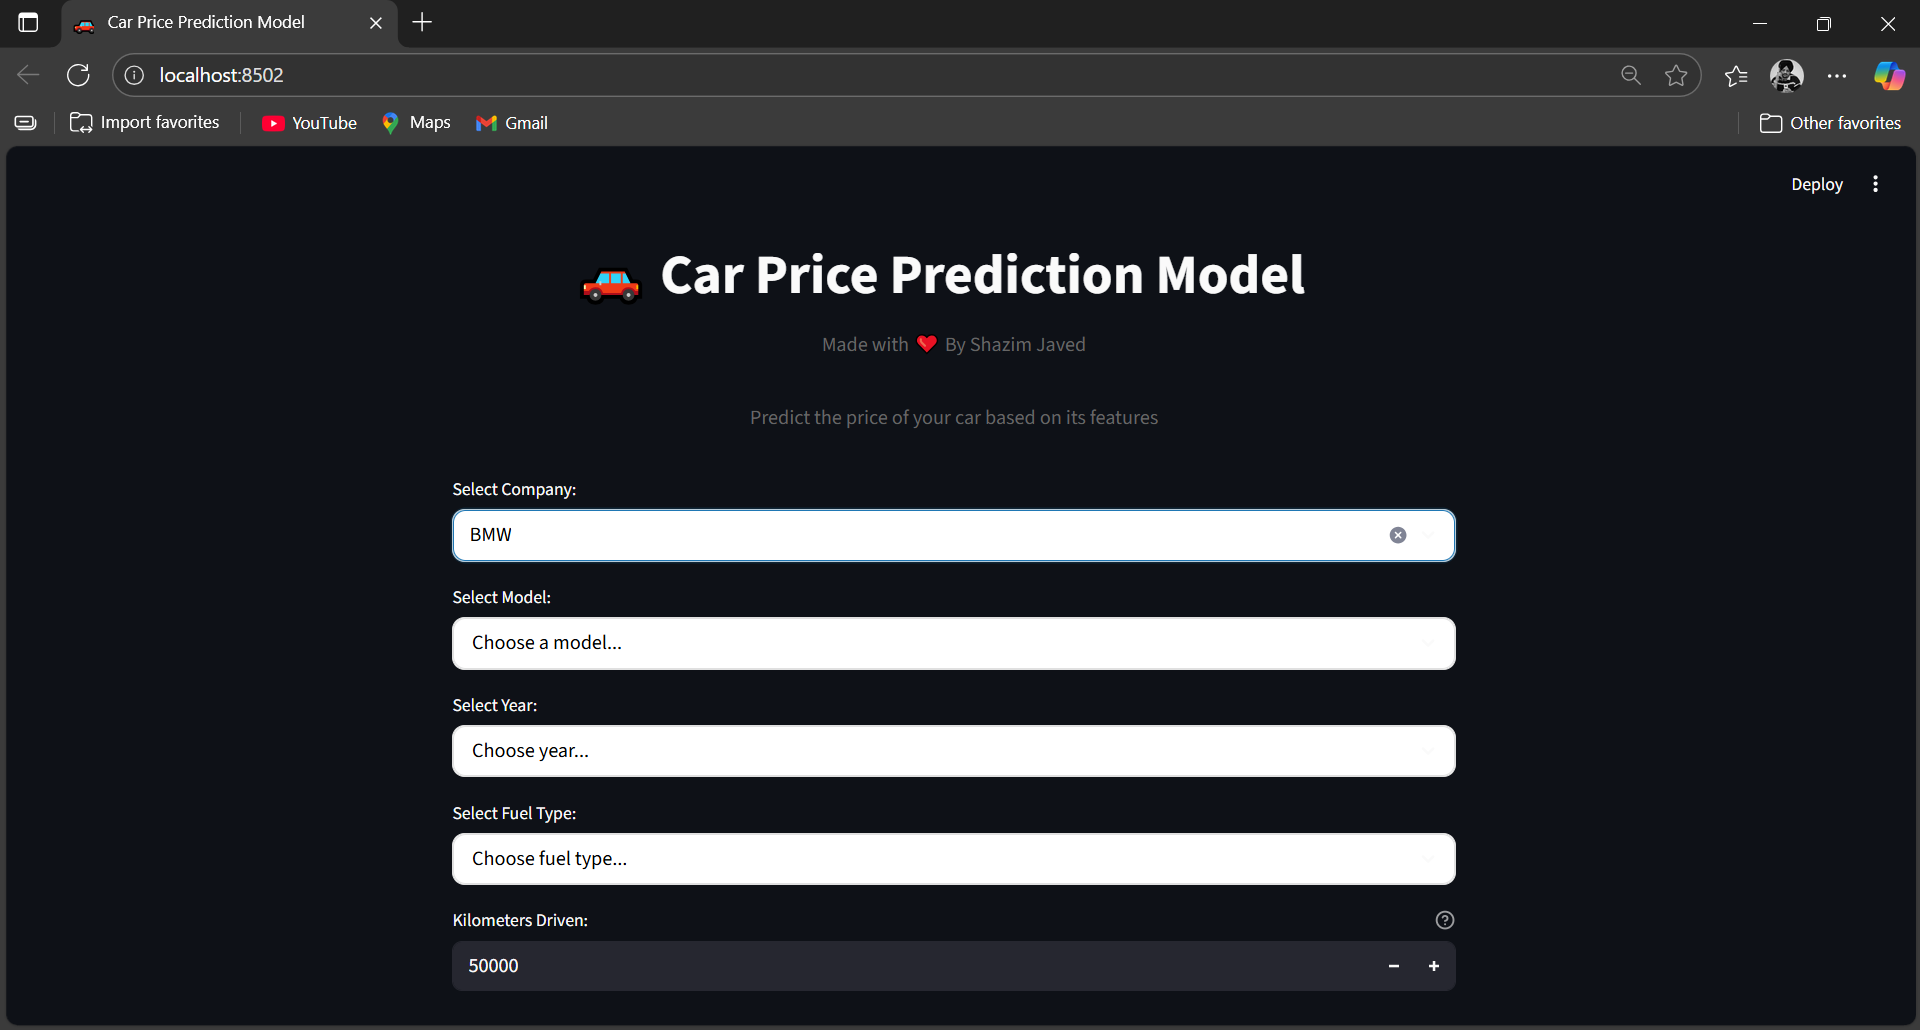 Car Price Prediction Model
localhost:8502
Import favorites YouTube Maps Gmail Other favorites
Deploy
Car Price Prediction Model
Made with ❤️ By Shazim Javed
Predict the price of your car based on its features
Select Company:
BMW
Select Model:
Choose a model...
Select Year:
Choose year...
Select Fuel Type:
Choose fuel type...
Kilometers Driven:
50000